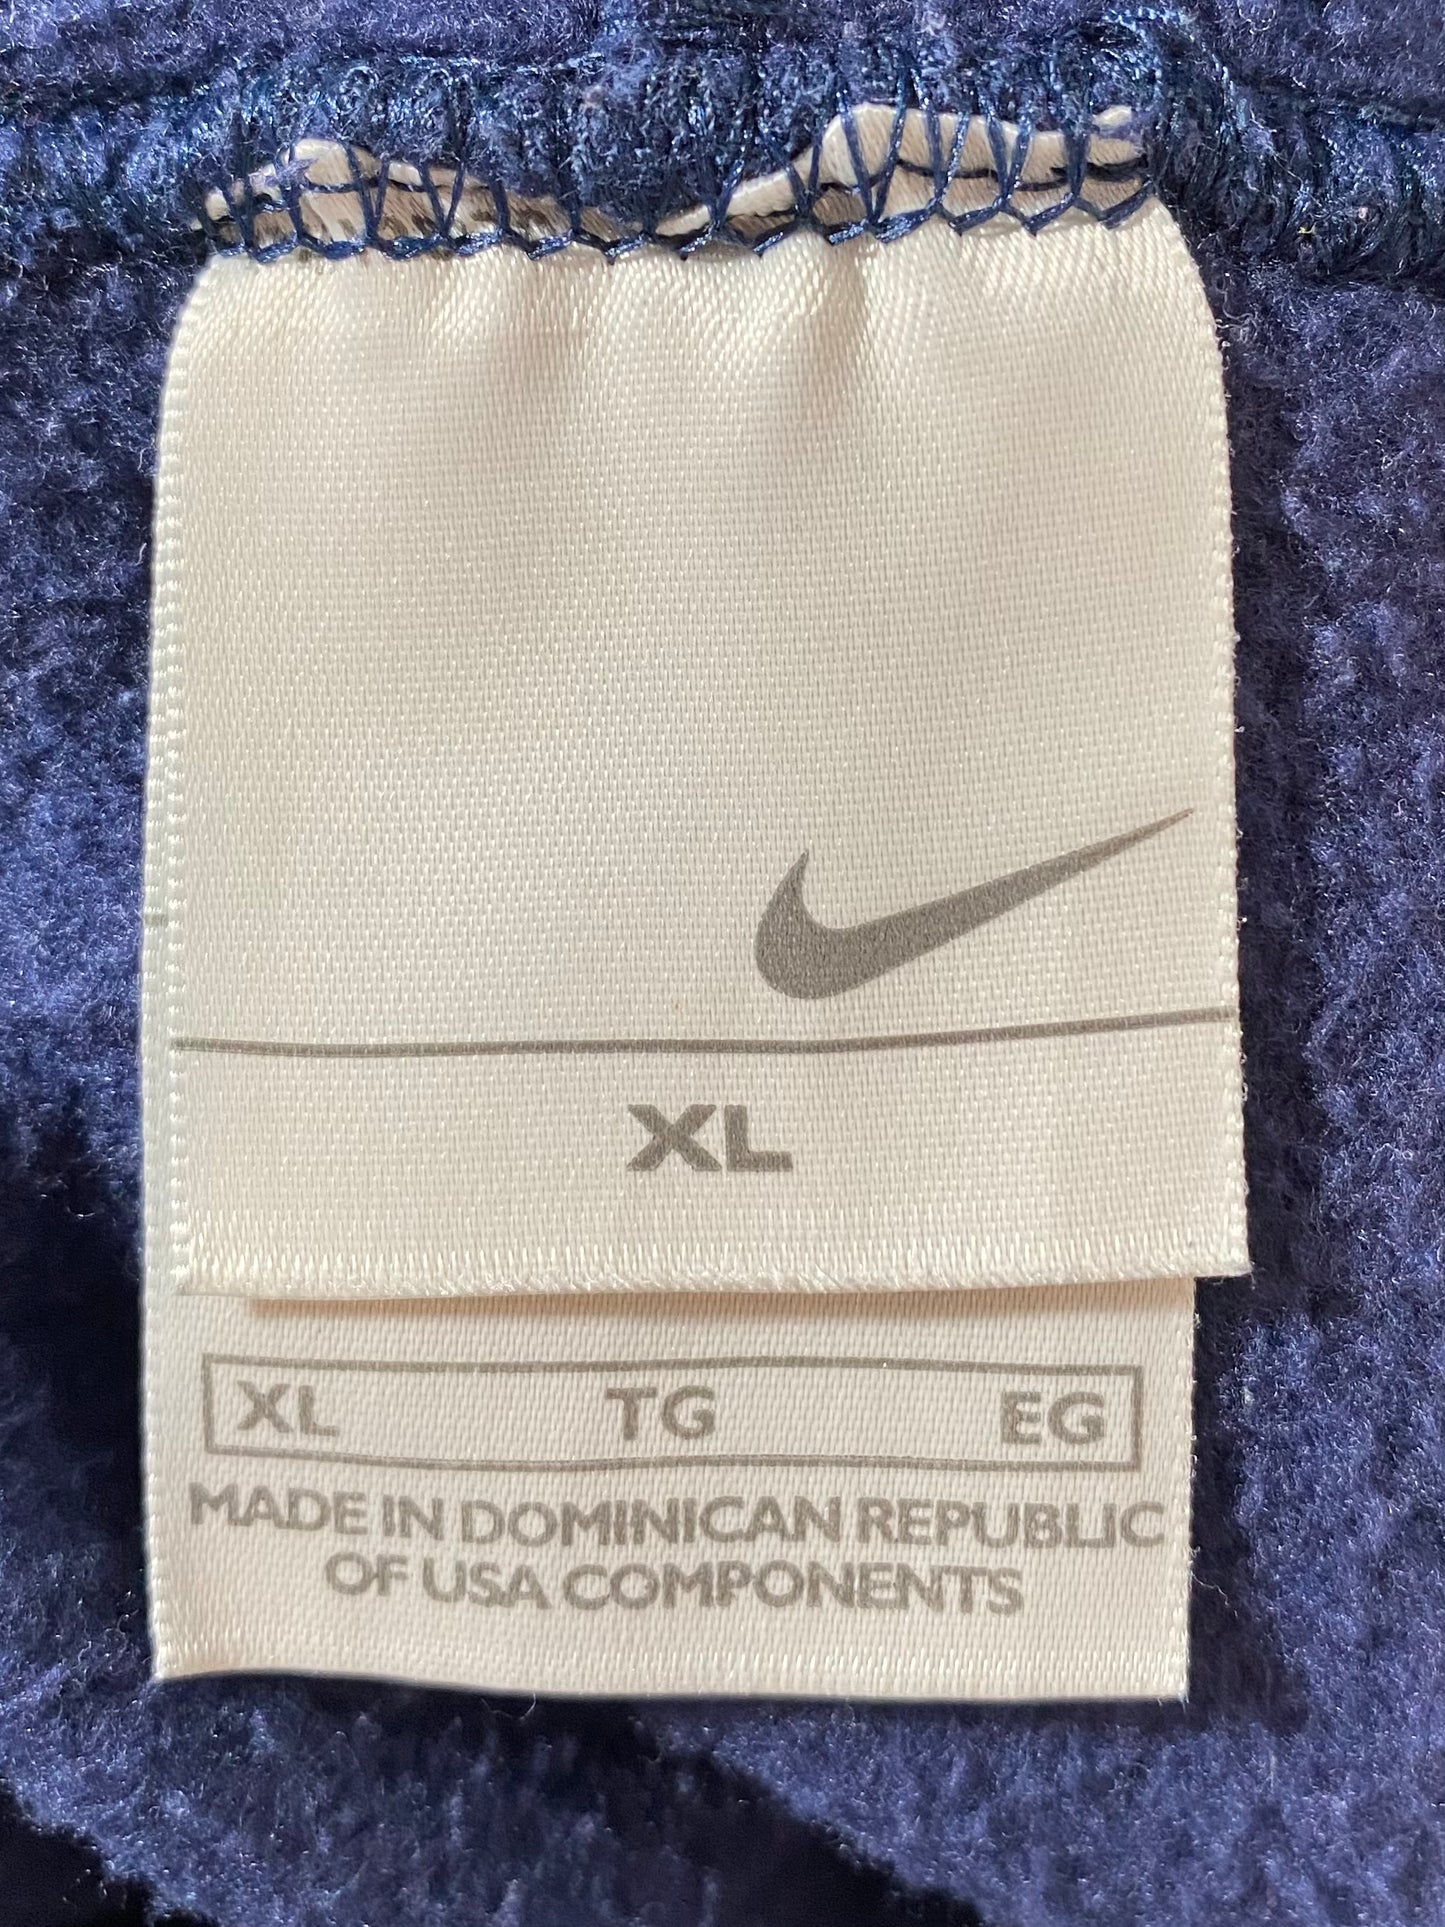 XL
XL TG EG
MADE IN DOMINICAN REPUBLIC
OF USA COMPONENTS